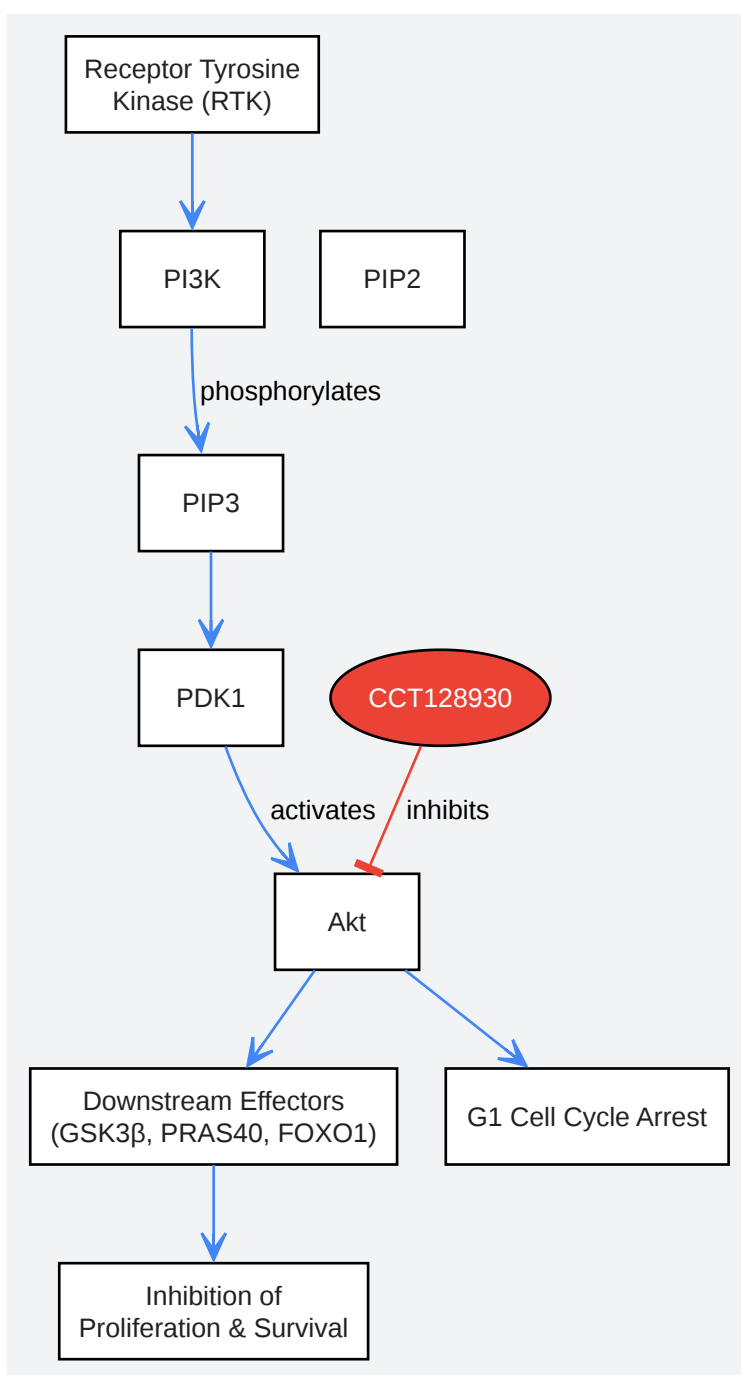 Receptor Tyrosine
Kinase (RTK)
PI3K
PIP2
phosphorylates
PIP3
PDK1
CCT128930
activates
inhibits
Akt
Downstream Effectors
(GSK3β, PRAS40, FOXO1)
G1 Cell Cycle Arrest
Inhibition of
Proliferation & Survival